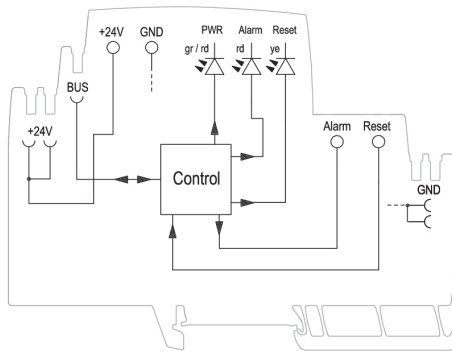 PWR Alarm Reset
+24V GND
gr / rd rd ye
BUS
+24V
Alarm Reset
Control
GND